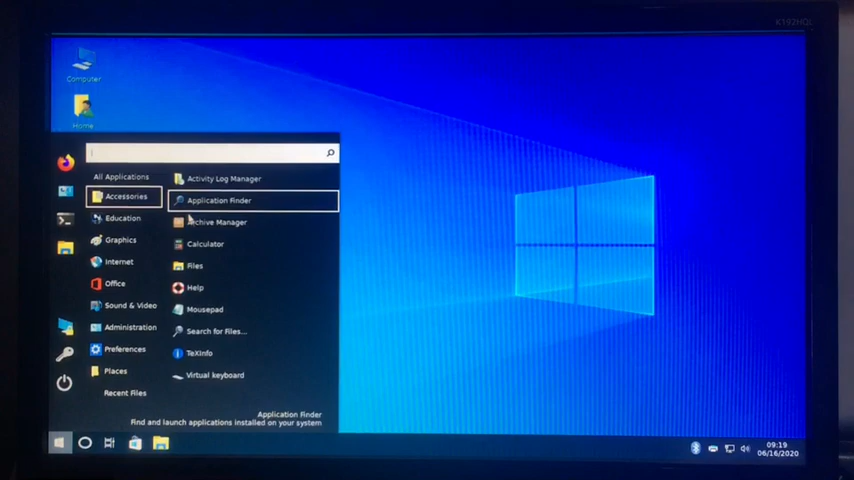 K192HQL
Computer
Home
All Applications
Accessories
Education
Graphics
Internet
Office
Sound & Video
Administration
Preferences
Places
Recent Files
Activity Log Manager
Application Finder
Archive Manager
Calculator
Files
Help
Mousepad
Search for Files...
TeXInfo
Virtual keyboard
Application Finder
Find and launch applications installed on your system
09:19
06/16/2020